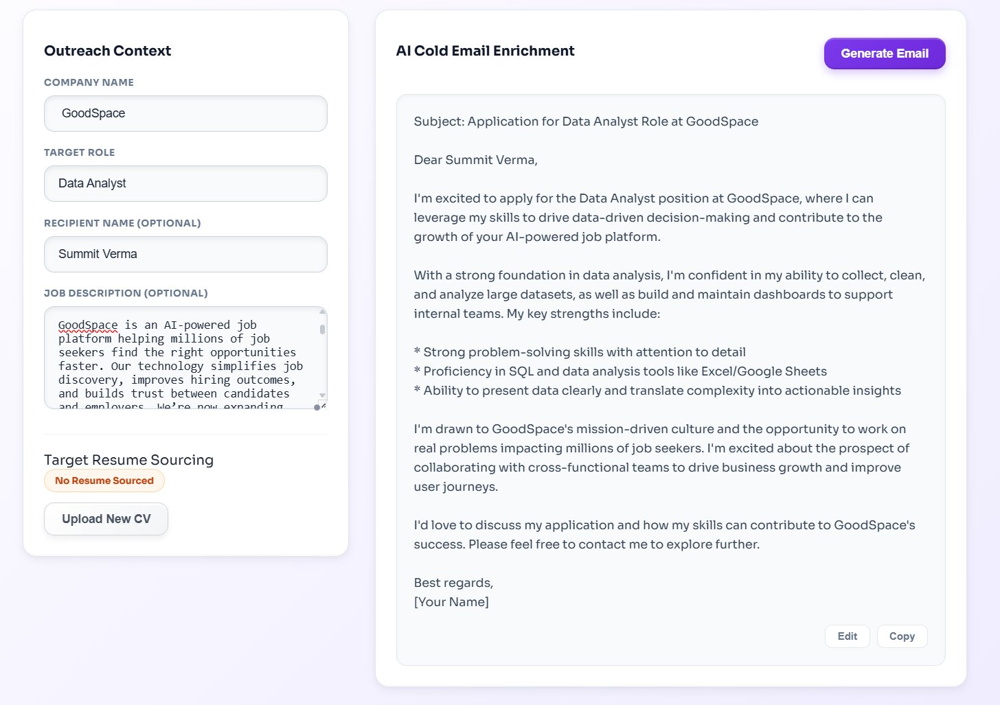 Outreach Context
COMPANY NAME
GoodSpace
TARGET ROLE
Data Analyst
RECIPIENT NAME (OPTIONAL)
Summit Verma
JOB DESCRIPTION (OPTIONAL)
GoodSpace is an AI-powered job
platform helping millions of job
seekers find the right opportunities
faster. Our technology simplifies job
discovery, improves hiring outcomes,
and builds trust between candidates
and employers. We’re now expanding
Target Resume Sourcing
No Resume Sourced
Upload New CV
AI Cold Email Enrichment
Generate Email
Subject: Application for Data Analyst Role at GoodSpace
Dear Summit Verma,
I'm excited to apply for the Data Analyst position at GoodSpace, where I can
leverage my skills to drive data-driven decision-making and contribute to the
growth of your AI-powered job platform.
With a strong foundation in data analysis, I'm confident in my ability to collect, clean,
and analyze large datasets, as well as build and maintain dashboards to support
internal teams. My key strengths include:
* Strong problem-solving skills with attention to detail
* Proficiency in SQL and data analysis tools like Excel/Google Sheets
* Ability to present data clearly and translate complexity into actionable insights
I'm drawn to GoodSpace's mission-driven culture and the opportunity to work on
real problems impacting millions of job seekers. I'm excited about the prospect of
collaborating with cross-functional teams to drive business growth and improve
user journeys.
I'd love to discuss my application and how my skills can contribute to GoodSpace's
success. Please feel free to contact me to explore further.
Best regards,
[Your Name]
Edit
Copy